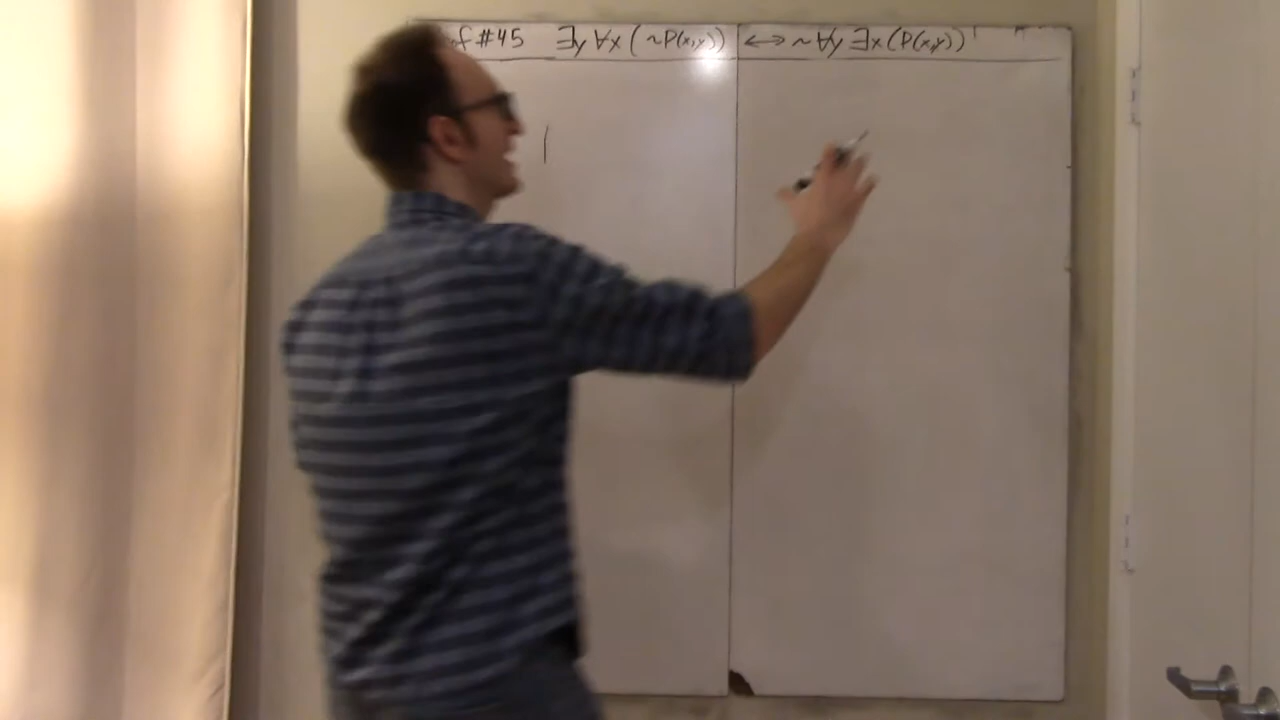 #45 ∃y ∀x (~P(x,y)) ↔ ~∀y ∃x(P(x,y))